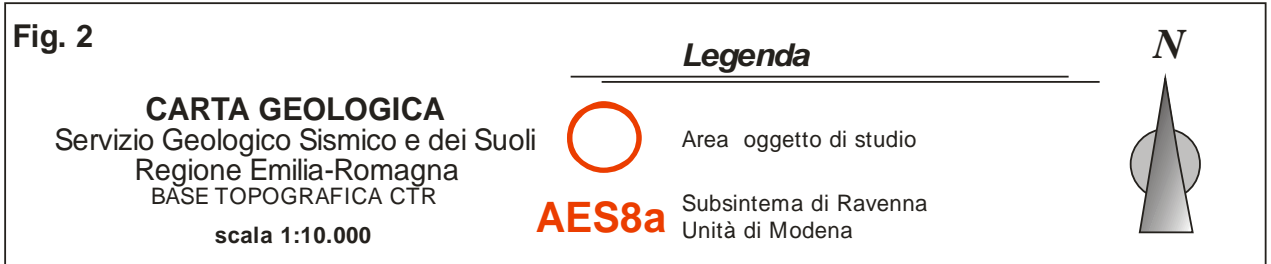 Fig. 2
CARTA GEOLOGICA
Servizio Geologico Sismico e dei Suoli
Regione Emilia-Romagna
BASE TOPOGRAFICA CTR
scala 1:10.000
Legenda
Area oggetto di studio
AES8a
Subsintema di Ravenna
Unità di Modena
N